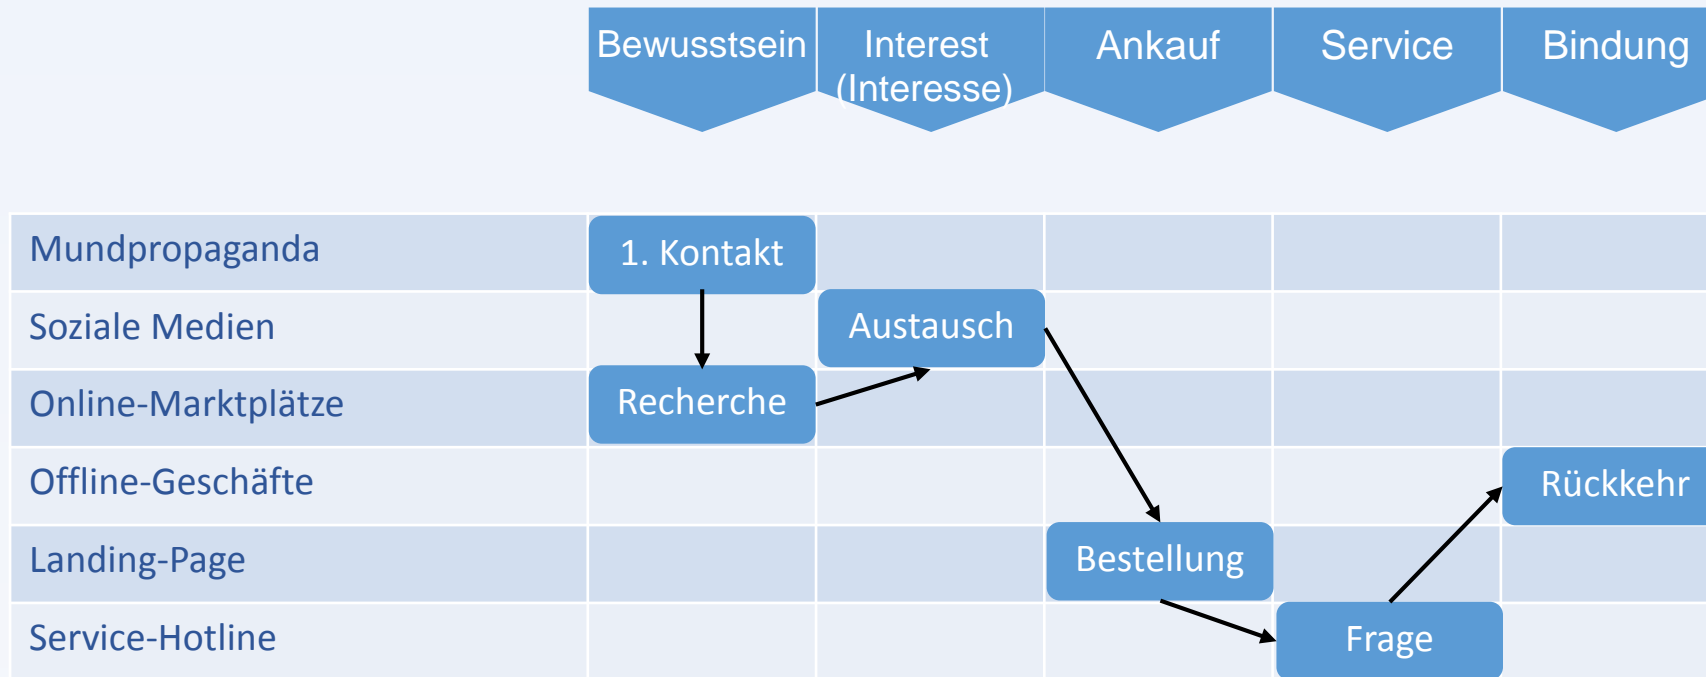 Bewusstsein
Interest
(Interesse)
Ankauf
Service
Bindung
Mundpropaganda
1. Kontakt
Soziale Medien
Austausch
Online-Marktplätze
Recherche
Offline-Geschäfte
Rückkehr
Landing-Page
Bestellung
Service-Hotline
Frage